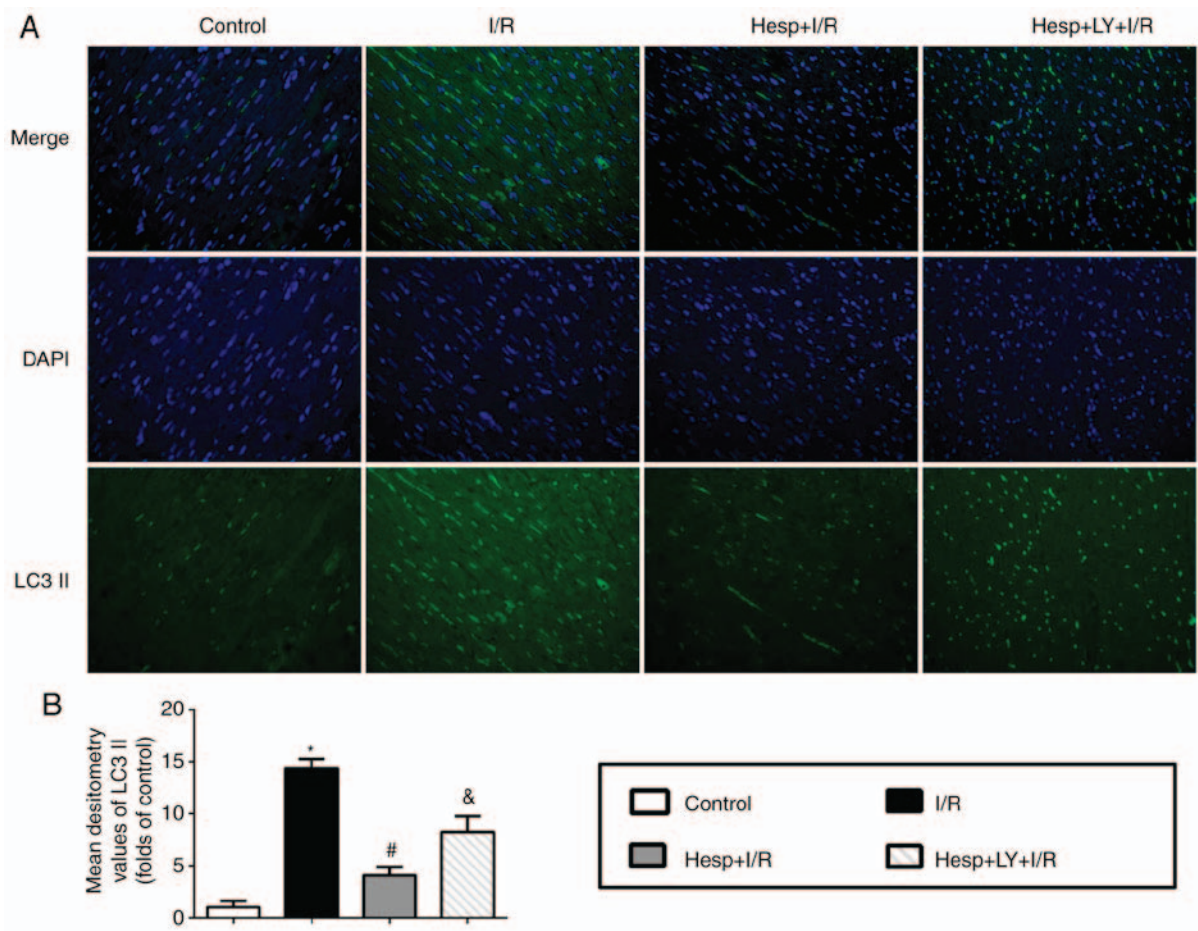 A
Control I/R Hesp+I/R Hesp+LY+I/R
Merge
DAPI
LC3 II
B
Mean desitometry
values of LC3 II
(folds of control)
20
15
10
5
0
*
#
&
Control I/R
Hesp+I/R Hesp+LY+I/R